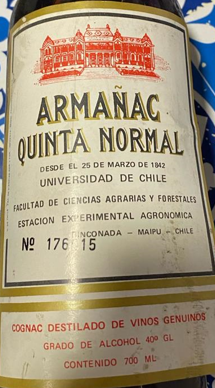 ARMAÑAC
QUINTA NORMAL
DESDE EL 25 DE MARZO DE 1842
UNIVERSIDAD DE CHILE
FACULTAD DE CIENCIAS AGRARIAS Y FORESTALES
ESTACION EXPERIMENTAL AGRONOMICA
RINCONADA – MAIPU – CHILE
Nº 176 15
COGNAC DESTILADO DE VINOS GENUINOS
GRADO DE ALCOHOL 40º GL
CONTENIDO 700 ML